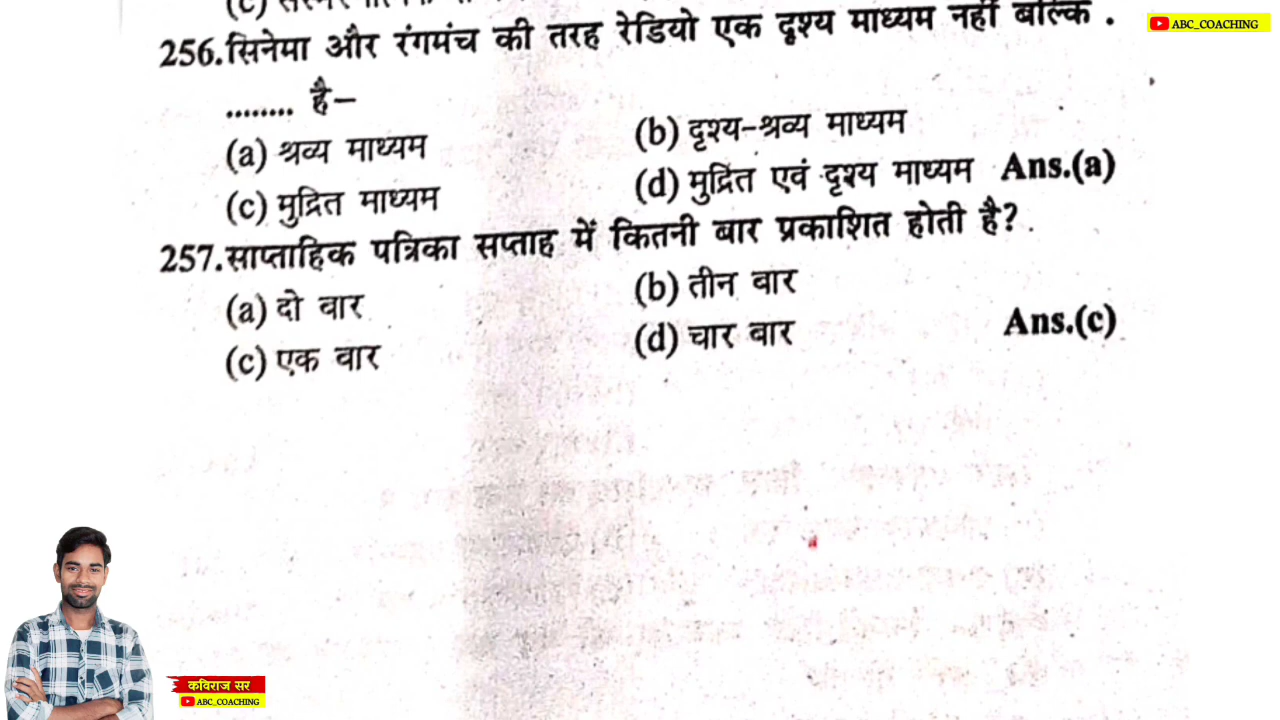 256.सिनेमा और रंगमंच की तरह रेडियो एक दृश्य माध्यम नहीं बल्कि .
........ है–
(a) श्रव्य माध्यम (b) दृश्य-श्रव्य माध्यम
(c) मुद्रित माध्यम (d) मुद्रित एवं दृश्य माध्यम Ans.(a)
257.साप्ताहिक पत्रिका सप्ताह में कितनी बार प्रकाशित होती है?
(a) दो बार (b) तीन बार
(c) एक बार (d) चार बार Ans.(c)
ABC_COACHING
कविराज सर
ABC_COACHING